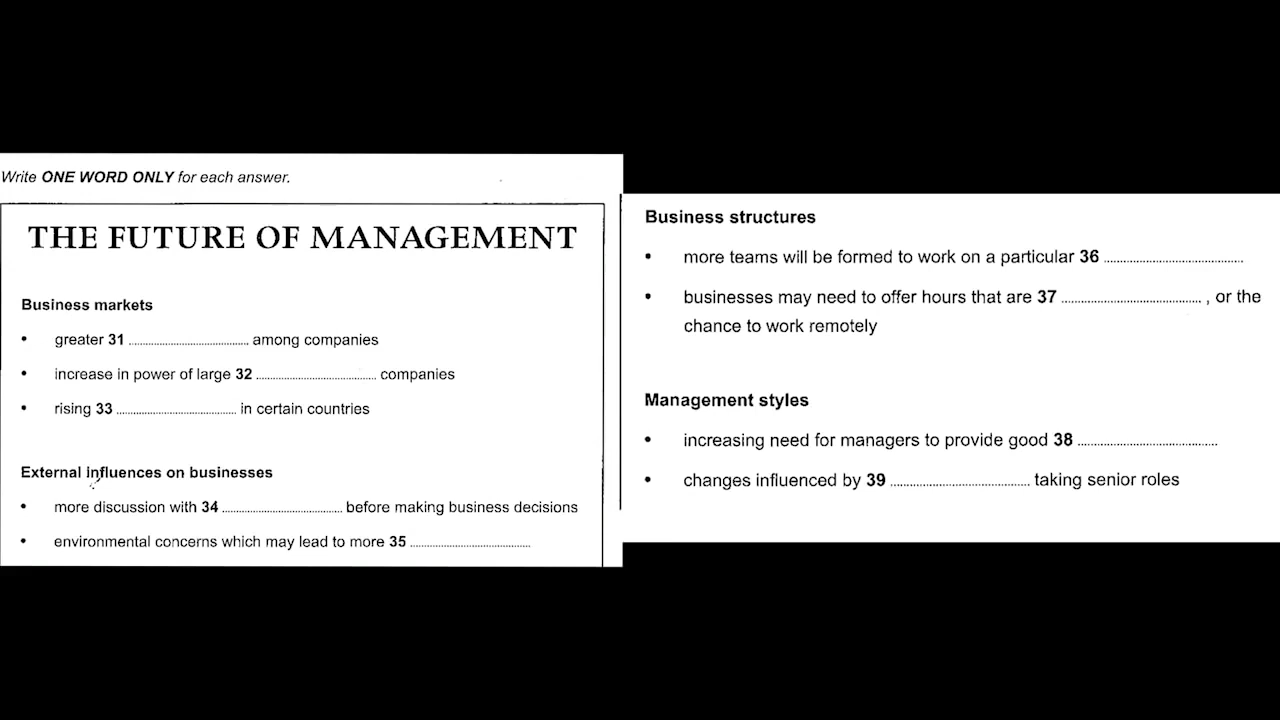 Write ONE WORD ONLY for each answer.
THE FUTURE OF MANAGEMENT
Business markets
• greater 31 ........................................ among companies
• increase in power of large 32 ........................................ companies
• rising 33 ........................................ in certain countries
External influences on businesses
• more discussion with 34 ........................................ before making business decisions
• environmental concerns which may lead to more 35 ........................................
Business structures
• more teams will be formed to work on a particular 36 ........................................
• businesses may need to offer hours that are 37 ........................................ , or the
chance to work remotely
Management styles
• increasing need for managers to provide good 38 ........................................
• changes influenced by 39 ........................................ taking senior roles